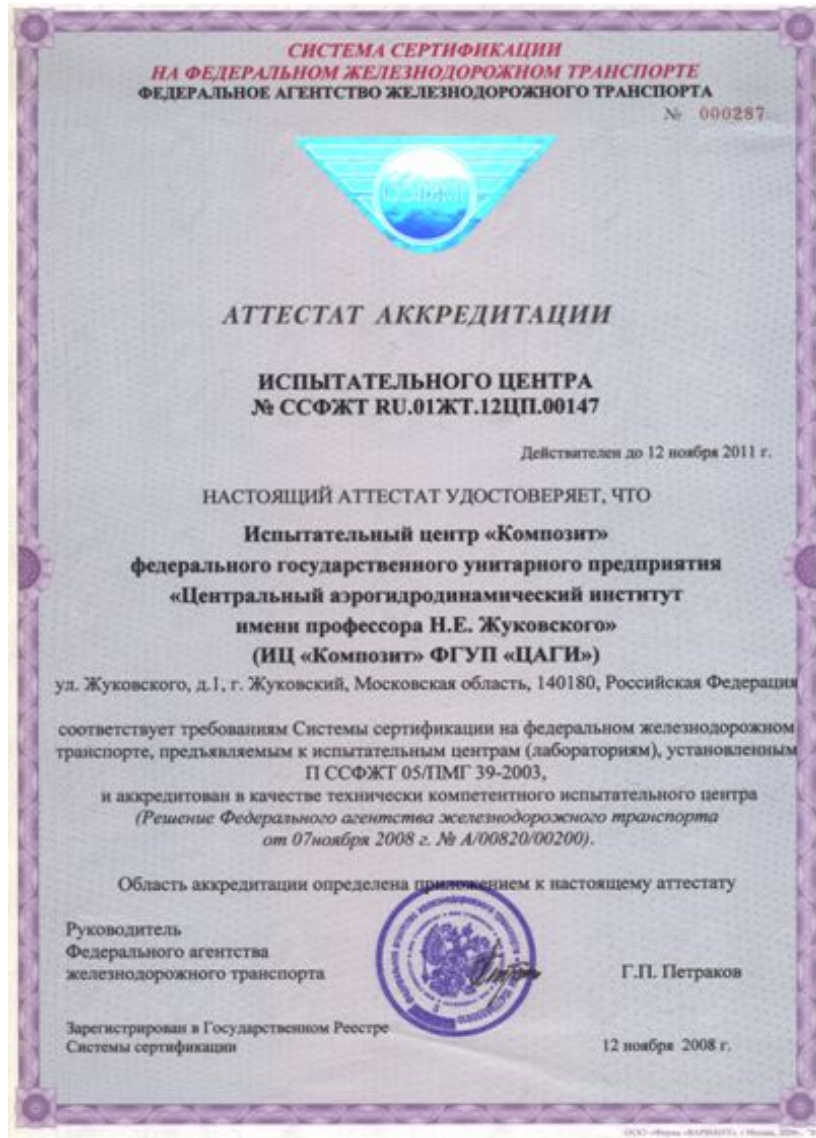 СИСТЕМА СЕРТИФИКАЦИИ
НА ФЕДЕРАЛЬНОМ ЖЕЛЕЗНОДОРОЖНОМ ТРАНСПОРТЕ
ФЕДЕРАЛЬНОЕ АГЕНТСТВО ЖЕЛЕЗНОДОРОЖНОГО ТРАНСПОРТА
№ 000287
АТТЕСТАТ АККРЕДИТАЦИИ
ИСПЫТАТЕЛЬНОГО ЦЕНТРА
№ ССФЖТ RU.01ЖТ.12ЦП.00147
Действителен до 12 ноября 2011 г.
НАСТОЯЩИЙ АТТЕСТАТ УДОСТОВЕРЯЕТ, ЧТО
Испытательный центр «Композит»
федерального государственного унитарного предприятия
«Центральный аэрогидродинамический институт
имени профессора Н.Е. Жуковского»
(ИЦ «Композит» ФГУП «ЦАГИ»)
ул. Жуковского, д.1, г. Жуковский, Московская область, 140180, Российская Федерация
соответствует требованиям Системы сертификации на федеральном железнодорожном
транспорте, предъявляемым к испытательным центрам (лабораториям), установленным
П ССФЖТ 05/ПМГ 39-2003,
и аккредитован в качестве технически компетентного испытательного центра
(Решение Федерального агентства железнодорожного транспорта
от 07ноября 2008 г. № А/00820/00200).
Область аккредитации определена приложением к настоящему аттестату
Руководитель
Федерального агентства
железнодорожного транспорта
Г.П. Петраков
Зарегистрирован в Государственном Реестре
Системы сертификации
12 ноября 2008 г.